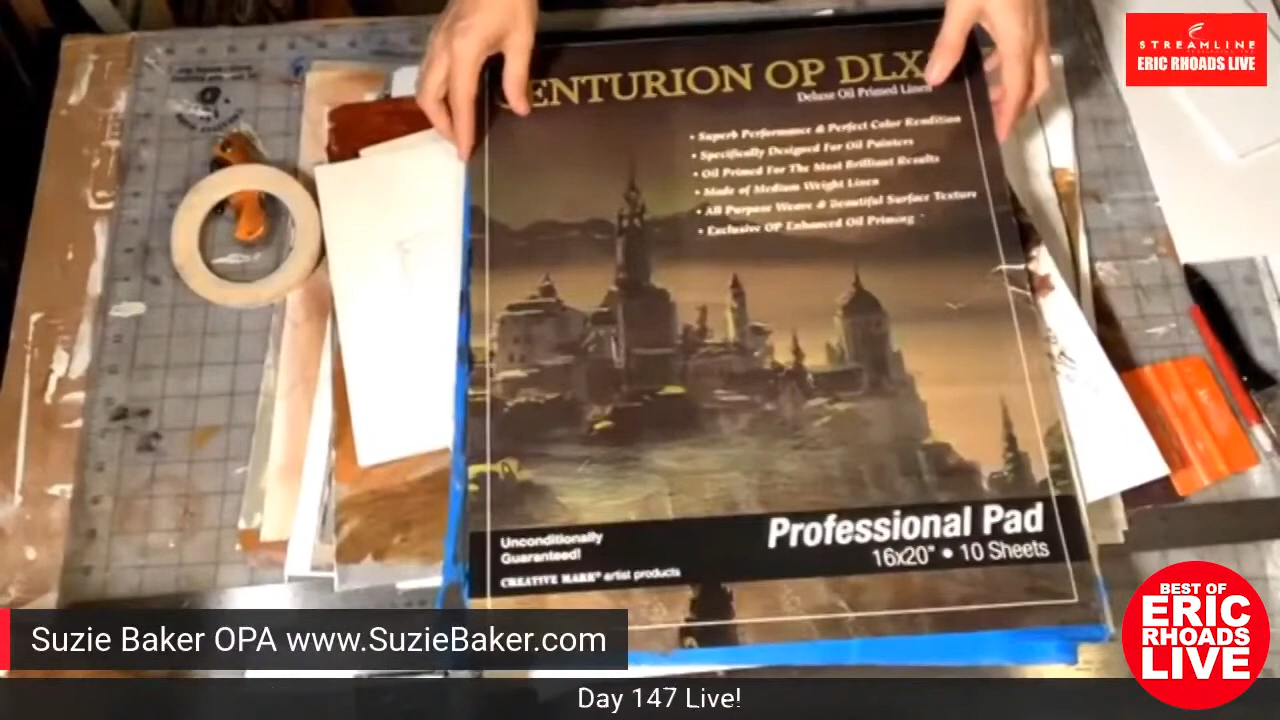 STREAMLINE
ERIC RHOADS LIVE
CENTURION OP DLX
Deluxe Oil Primed Linen
• Superb Performance & Perfect Color Rendition
• Specifically Designed For Oil Painters
• Oil Primed For The Most Brilliant Results
• Made of Medium Weight Linen
• All Purpose Weave & Beautiful Surface Texture
• Exclusive OP Enhanced Oil Priming
Professional Pad
16x20" • 10 Sheets
Unconditionally
Guaranteed!
CREATIVE MARK® artist products
Suzie Baker OPA www.SuzieBaker.com
BEST OF
ERIC
RHOADS
LIVE
Day 147 Live!